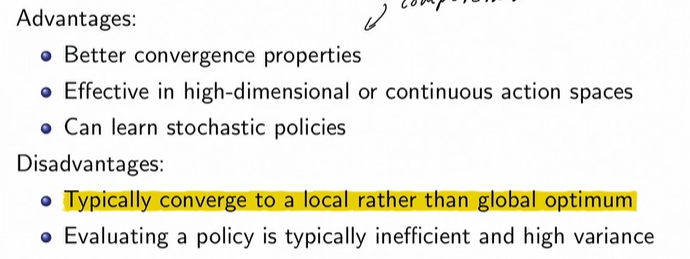 Advantages:
Better convergence properties
Effective in high-dimensional or continuous action spaces
Can learn stochastic policies
Disadvantages:
Typically converge to a local rather than global optimum
Evaluating a policy is typically inefficient and high variance